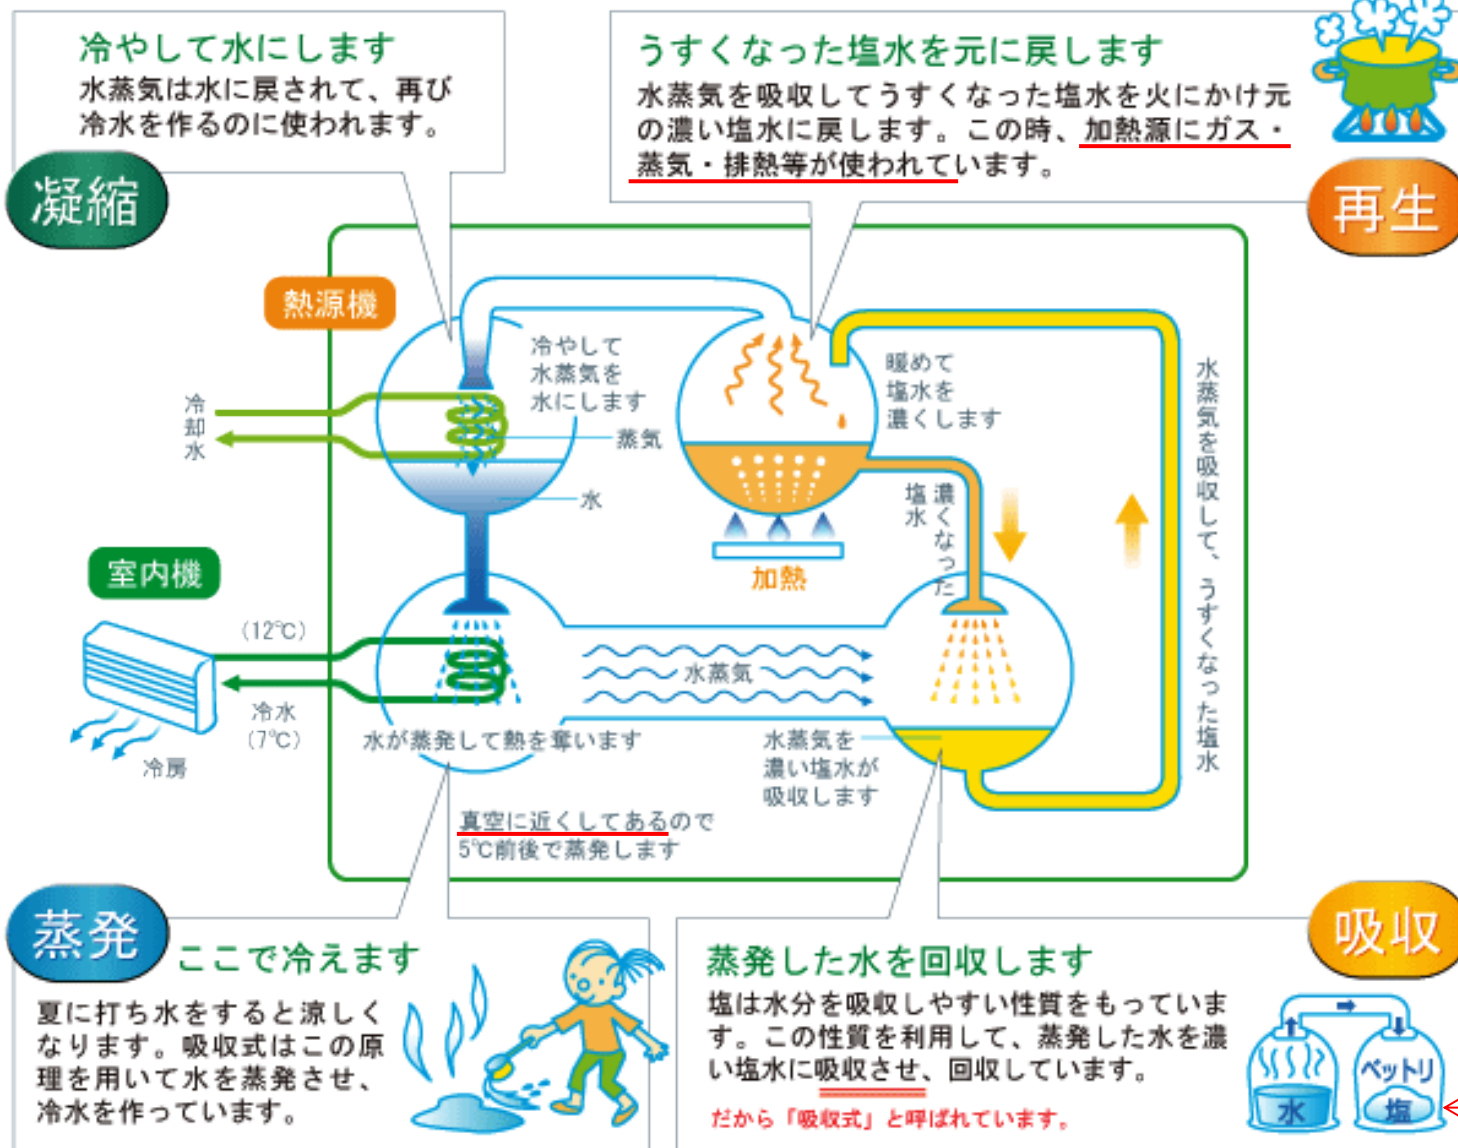 冷やして水にします
水蒸気は水に戻されて、再び
冷水を作るのに使われます。
凝縮
うすくなった塩水を元に戻します
水蒸気を吸収してうすくなった塩水を火にかけ元
の濃い塩水に戻します。この時、加熱源にガス・
蒸気・排熱等が使われています。
再生
熱源機
冷やして
水蒸気を
水にします
蒸気
水
冷却水
暖めて
塩水を
濃くします
濃くなった
塩水
加熱
水蒸気を吸収して、うすくなった塩水
室内機
(12℃)
冷水
(7℃)
冷房
水蒸気
水が蒸発して熱を奪います
水蒸気を
濃い塩水が
吸収します
真空に近くしてあるので
5℃前後で蒸発します
蒸発
ここで冷えます
夏に打ち水をすると涼しく
なります。吸収式はこの原
理を用いて水を蒸発させ、
冷水を作っています。
吸収
蒸発した水を回収します
塩は水分を吸収しやすい性質をもっていま
す。この性質を利用して、蒸発した水を濃
い塩水に吸収させ、回収しています。
だから「吸収式」と呼ばれています。
水
ベットリ
塩